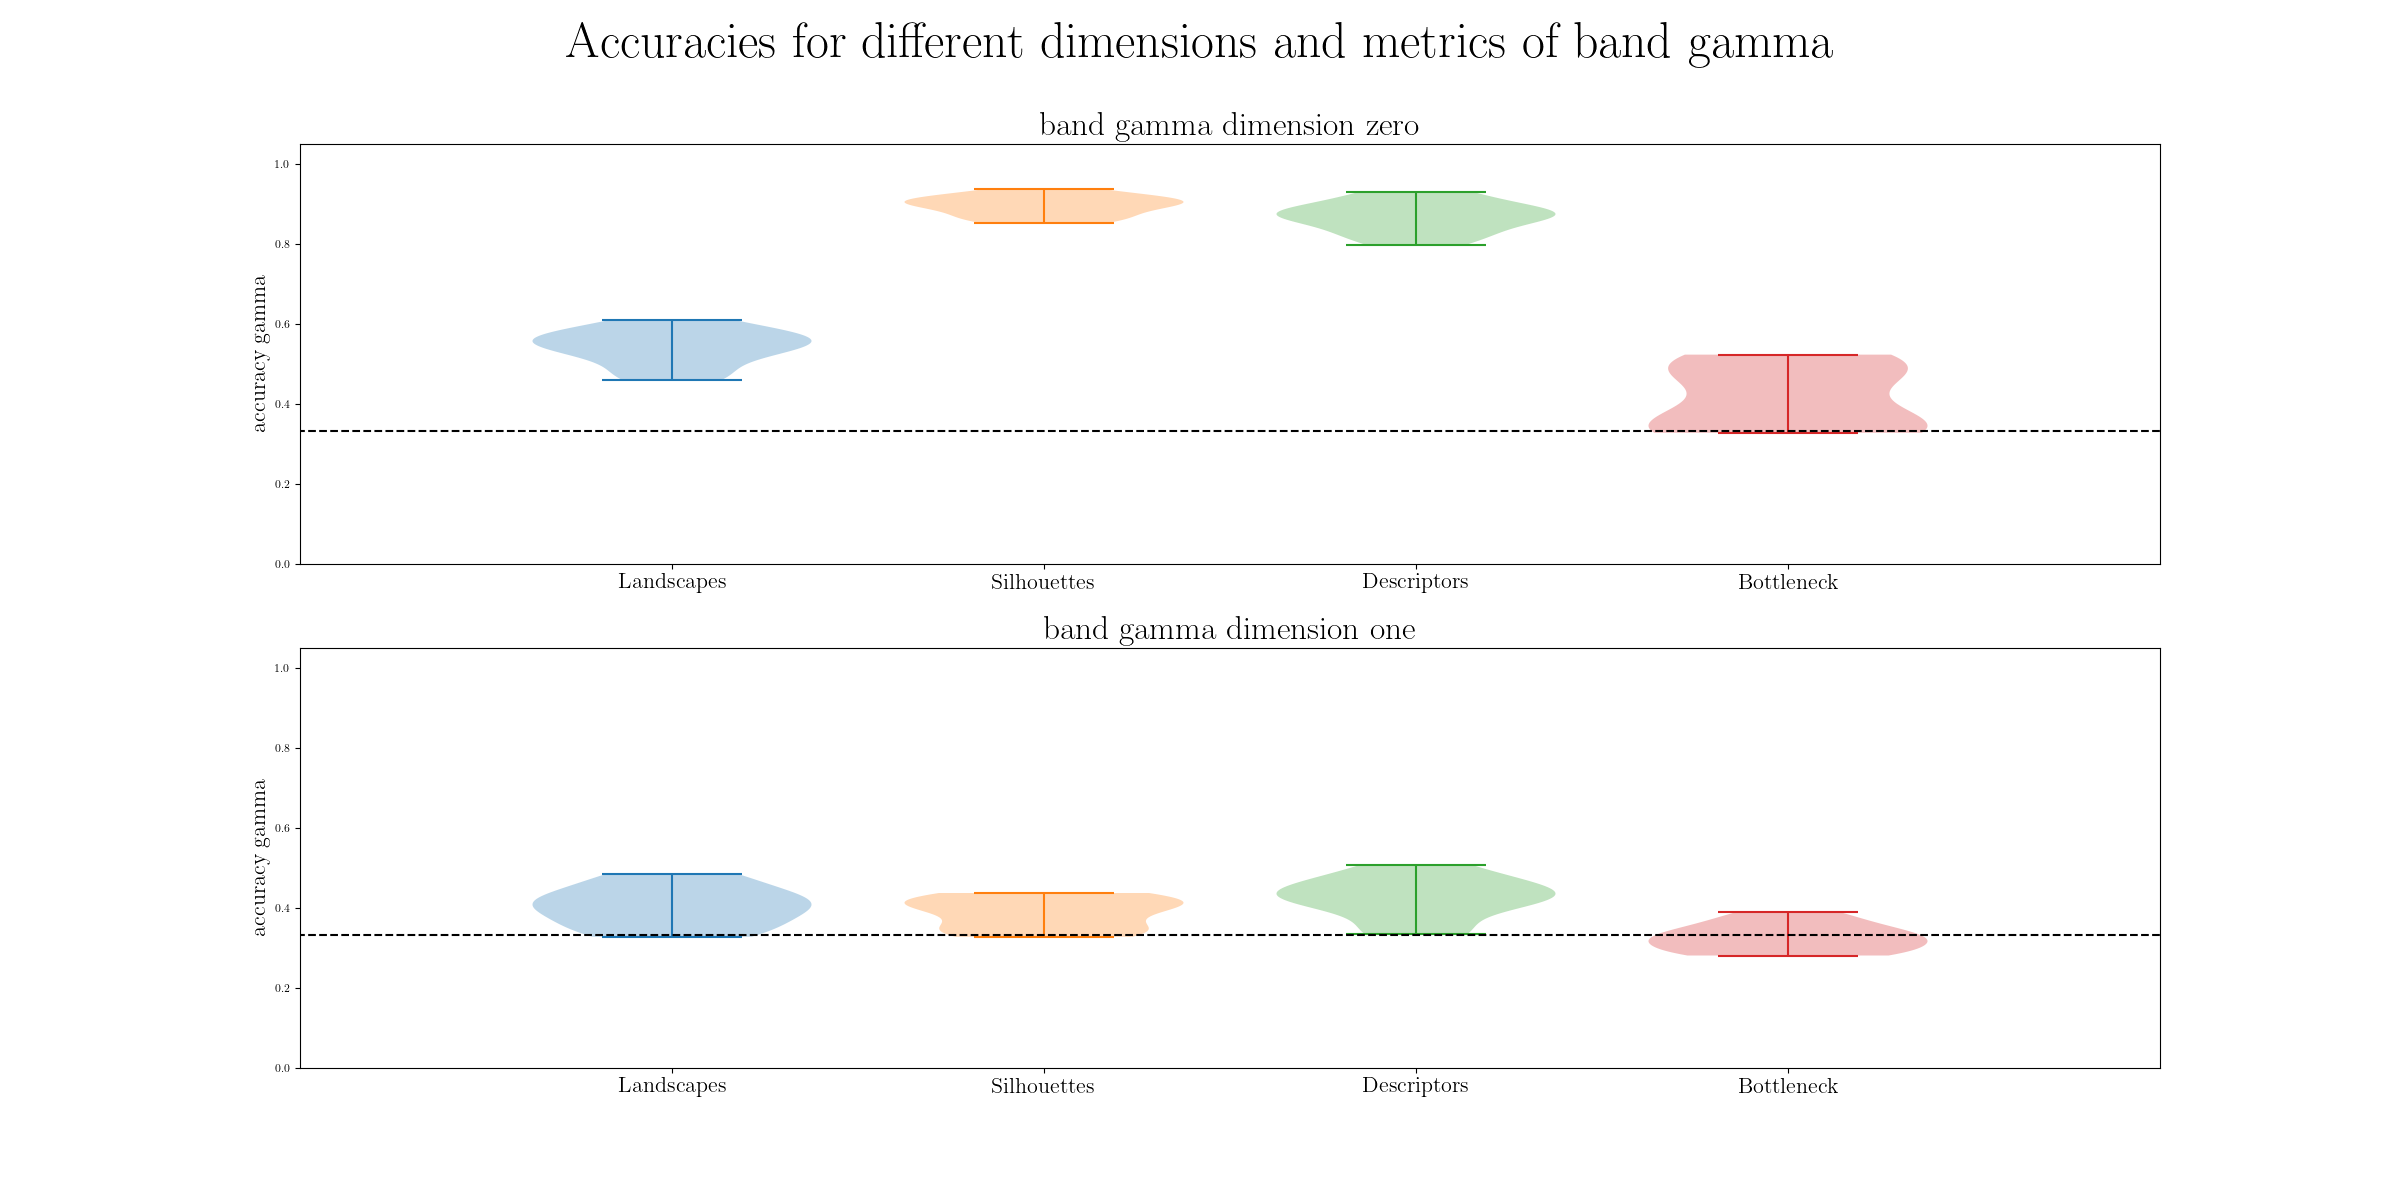 Accuracies for different dimensions and metrics of band gamma
band gamma dimension zero
accuracy gamma
1.0
0.8
0.6
0.4
0.2
0.0
Landscapes Silhouettes Descriptors Bottleneck
band gamma dimension one
accuracy gamma
1.0
0.8
0.6
0.4
0.2
0.0
Landscapes Silhouettes Descriptors Bottleneck